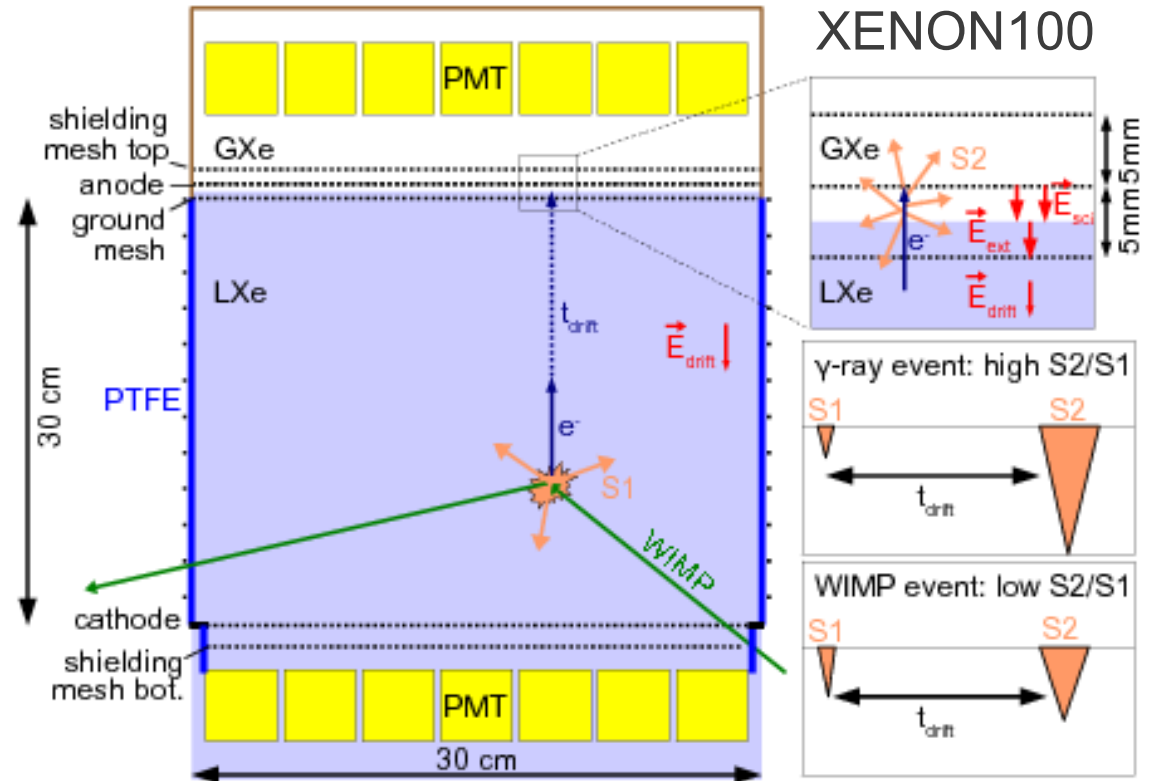 XENON100
PMT
shielding
mesh top
GXe
anode
ground
mesh
LXe
t drift
E drift
PTFE
30 cm
e-
S1
WIMP
cathode
shielding
mesh bot.
PMT
30 cm
GXe
S2
5mm
E sci
5mm
E ext
e-
LXe
E drift
γ-ray event: high S2/S1
S1
S2
t drift
WIMP event: low S2/S1
S1
S2
t drift